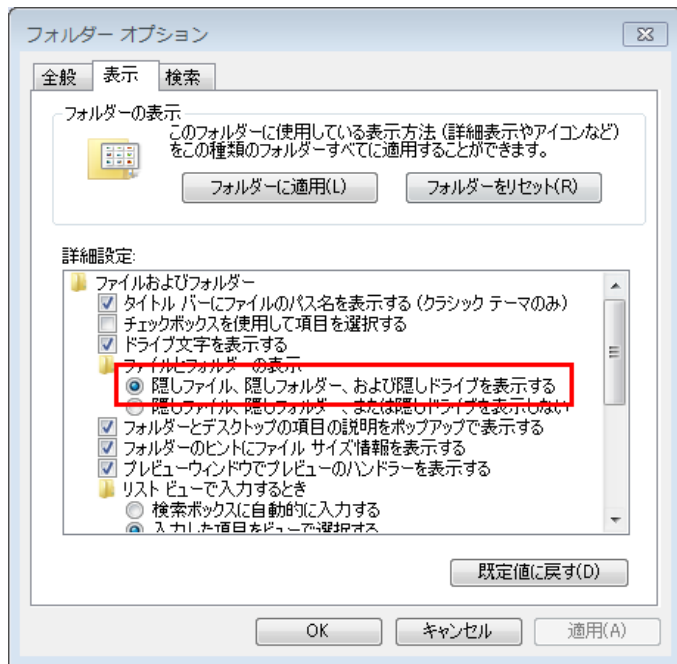 フォルダー オプション
全般 表示 検索
フォルダーの表示
このフォルダーに使用している表示方法 (詳細表示やアイコンなど)
をこの種類のフォルダーすべてに適用することができます。
フォルダーに適用(L) フォルダーをリセット(R)
詳細設定:
ファイルおよびフォルダー
タイトル バーにファイルのパス名を表示する (クラシック テーマのみ)
チェックボックスを使用して項目を選択する
ドライブ文字を表示する
ファイルとフォルダーの表示
隠しファイル、隠しフォルダー、および隠しドライブを表示する
隠しファイル、隠しフォルダー、または隠しドライブを表示しない
フォルダーとデスクトップの項目の説明をポップアップで表示する
フォルダーのヒントにファイル サイズ情報を表示する
プレビューウィンドウでプレビューのハンドラーを表示する
リスト ビューで入力するとき
検索ボックスに自動的に入力する
入力した項目をビューで選択する
既定値に戻す(D)
OK キャンセル 適用(A)